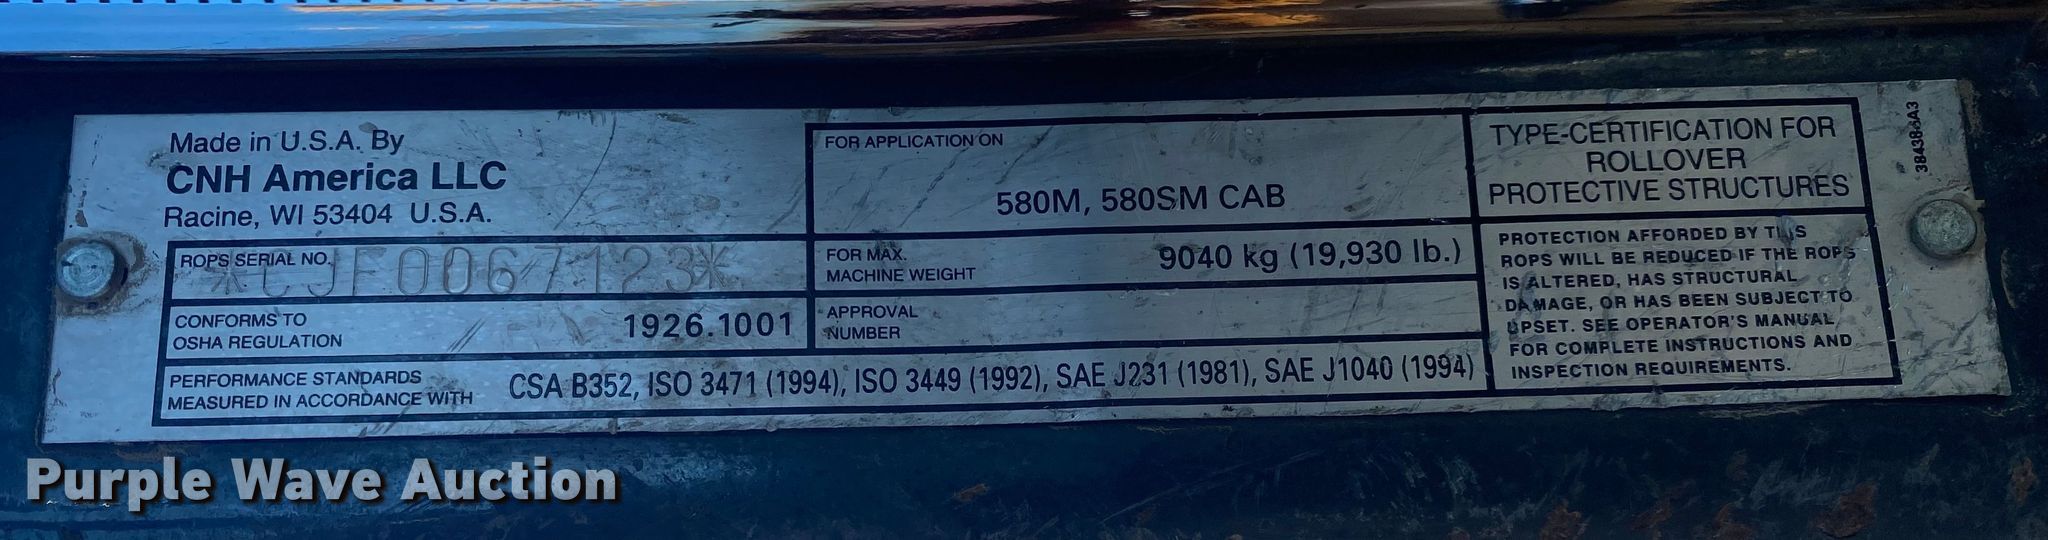 Made in U.S.A. By
CNH America LLC
Racine, WI 53404 U.S.A.
ROPS SERIAL NO.
*CJF0067123*
CONFORMS TO
OSHA REGULATION
1926.1001
PERFORMANCE STANDARDS
MEASURED IN ACCORDANCE WITH
CSA B352, ISO 3471 (1994), ISO 3449 (1992), SAE J231 (1981), SAE J1040 (1994)
FOR APPLICATION ON
580M, 580SM CAB
FOR MAX.
MACHINE WEIGHT
9040 kg (19,930 lb.)
APPROVAL
NUMBER
TYPE-CERTIFICATION FOR
ROLLOVER
PROTECTIVE STRUCTURES
PROTECTION AFFORDED BY THIS
ROPS WILL BE REDUCED IF THE ROPS
IS ALTERED, HAS STRUCTURAL
DAMAGE, OR HAS BEEN SUBJECT TO
UPSET. SEE OPERATOR'S MANUAL
FOR COMPLETE INSTRUCTIONS AND
INSPECTION REQUIREMENTS.
Purple Wave Auction